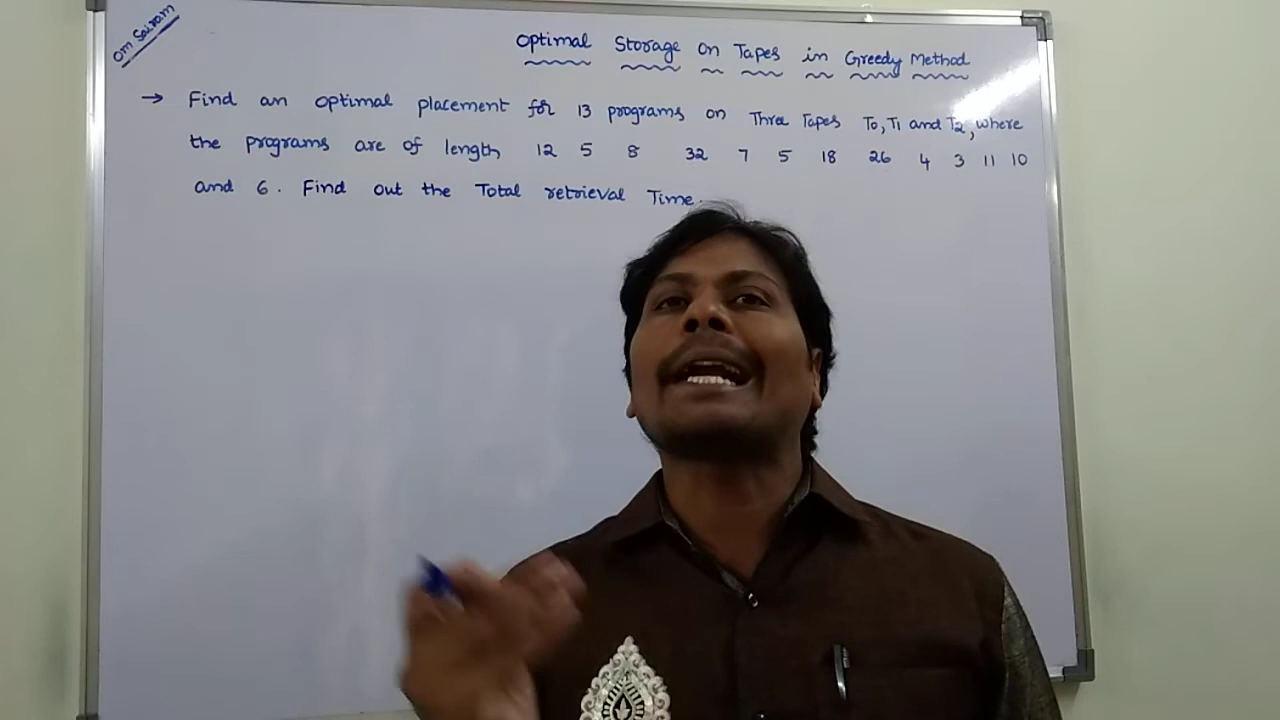 Om Sairam
Optimal Storage On Tapes in Greedy Method
→ Find an optimal placement for 13 programs on Three Tapes T0, T1 and T2, where
the programs are of length 12 5 8 32 7 5 18 26 4 3 11 10
and 6. Find out the Total retrieval Time.